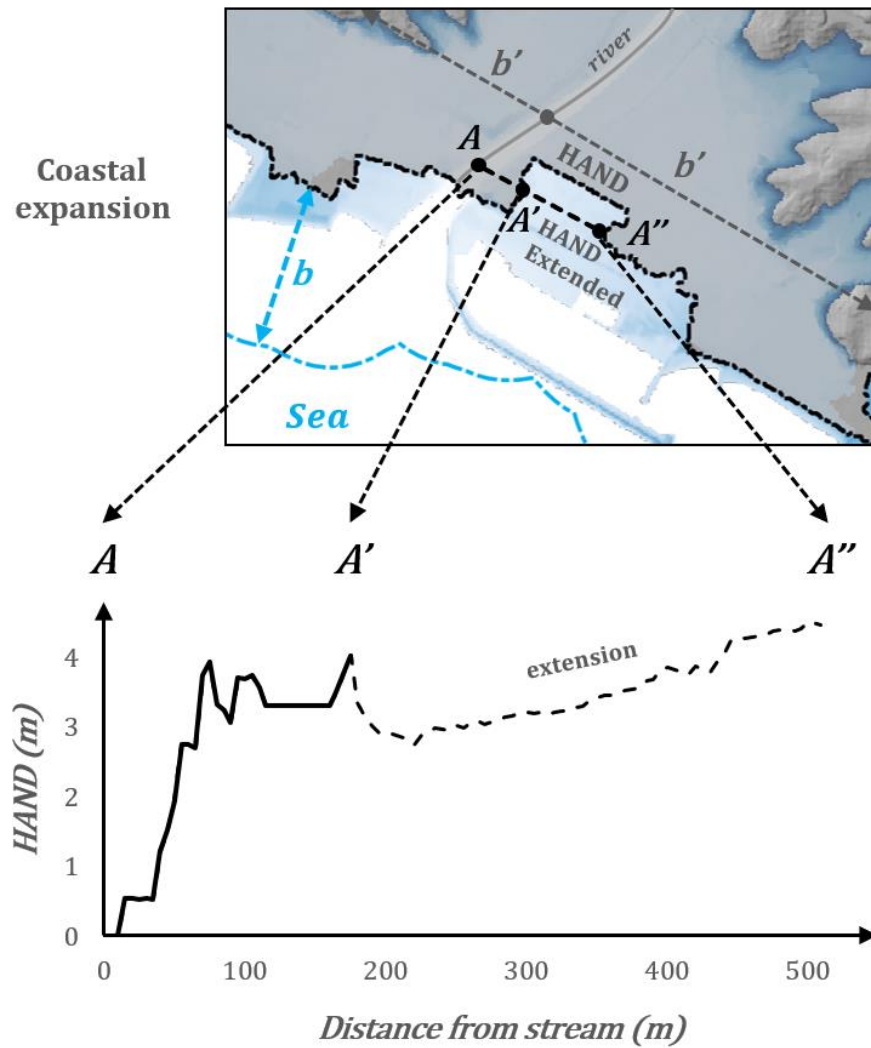 Coastal
expansion
b'
river
b'
A
HAND
A'
A"
HAND
Extended
b
Sea
A
A'
A"
HAND (m)
4
3
2
1
0
extension
0
100
200
300
400
500
Distance from stream (m)